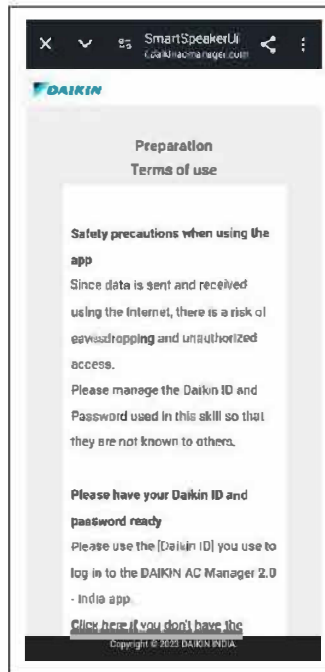 SmartSpeakerUi
DAIKIN
Preparation
Terms of use
Safety precautions when using the
app
Since data is sent and received
using the Internet, there is a risk of
eavesdropping and unauthorized
access.
Please manage the Daikin ID and
Password used in this skill so that
they are not known to others.
Please have your Daikin ID and
password ready
Please use the [Daikin ID] you use to
log in to the DAIKIN AC Manager 2.0
- India app.
Click here if you don't have the
Copyright © 2023 DAIKIN INDIA.